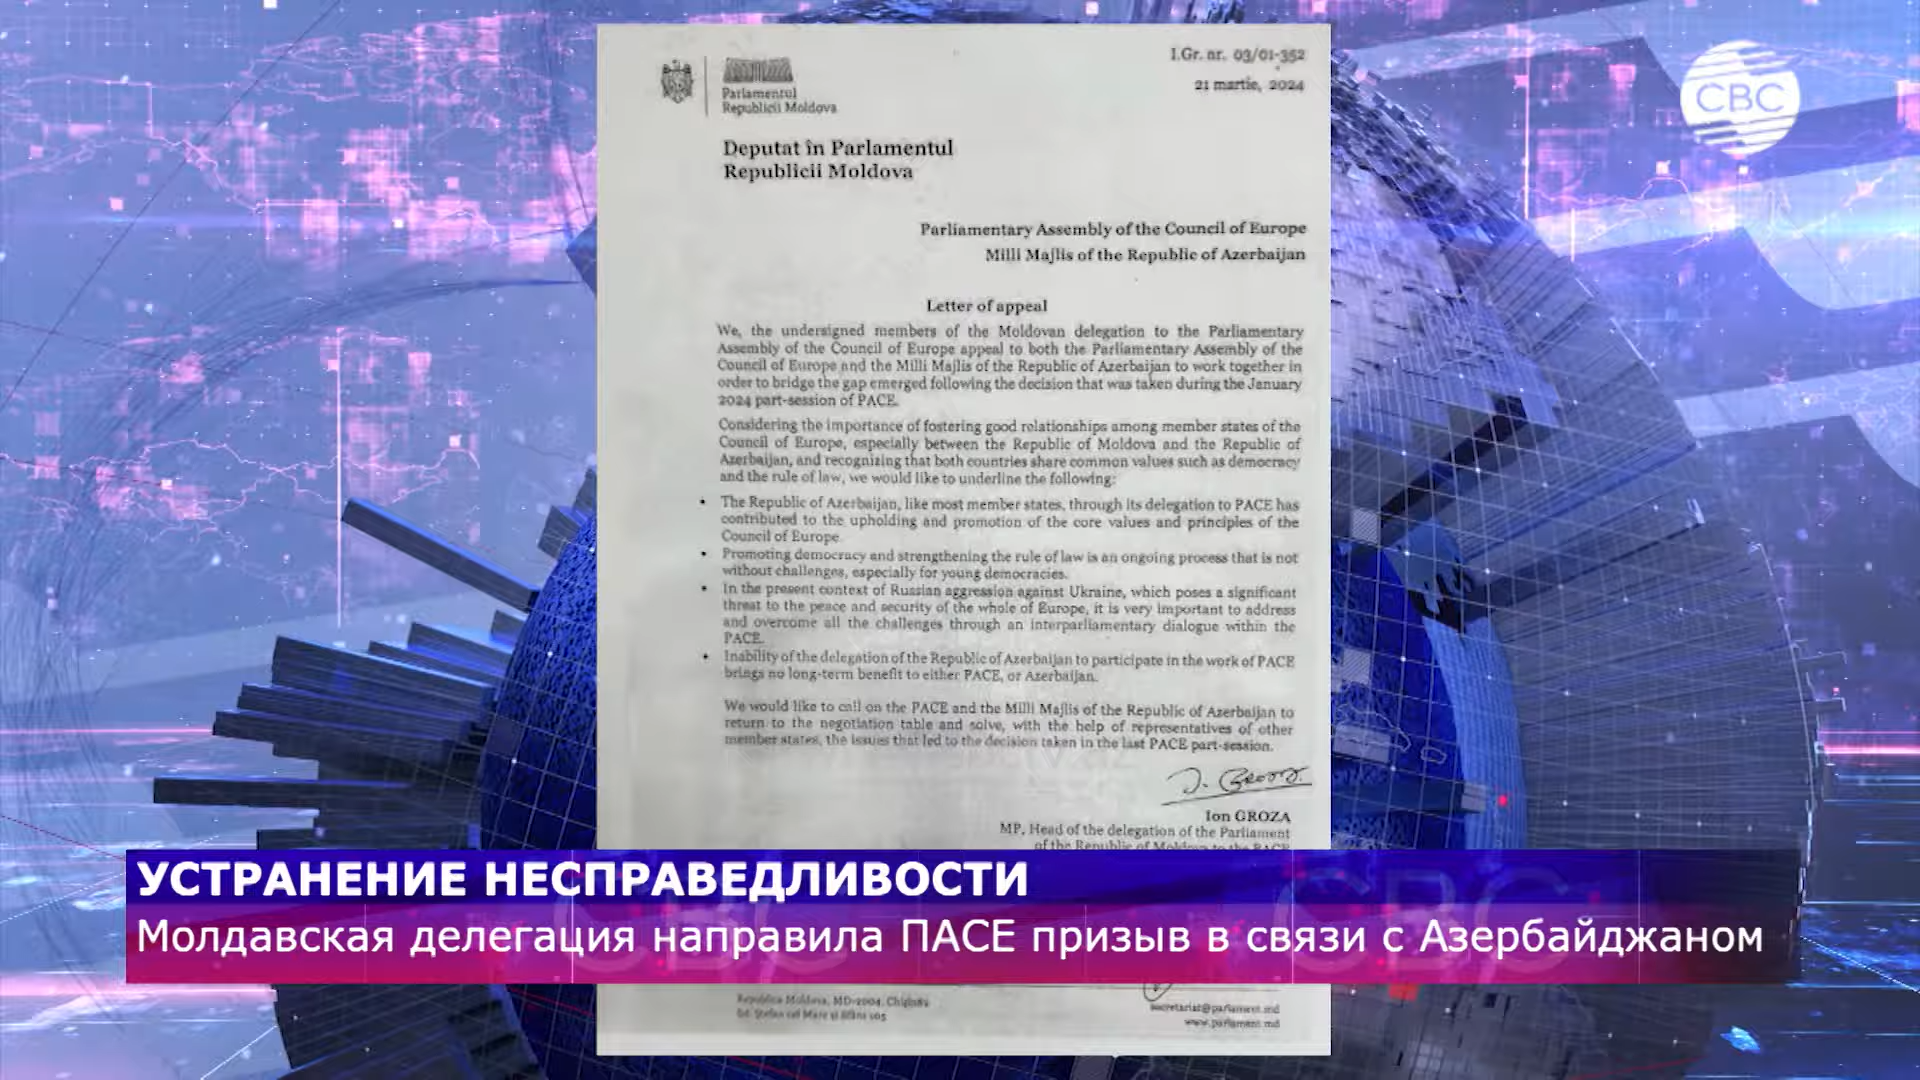 I.Gr. nr. 03/01-352
21 martie, 2024
CBC
Parlamentul
Republicii Moldova
Deputat în Parlamentul
Republicii Moldova
Parliamentary Assembly of the Council of Europe
Milli Majlis of the Republic of Azerbaijan
Letter of appeal
We, the undersigned members of the Moldovan delegation to the Parliamentary
Assembly of the Council of Europe appeal to both the Parliamentary Assembly of the
Council of Europe and the Milli Majlis of the Republic of Azerbaijan to work together in
order to bridge the gap emerged following the decision that was taken during the January
2024 part-session of PACE.
Considering the importance of fostering good relationships among member states of the
Council of Europe, especially between the Republic of Moldova and the Republic of
Azerbaijan, and recognizing that both countries share common values such as democracy
and the rule of law, we would like to underline the following:
• The Republic of Azerbaijan, like most member states, through its delegation to PACE has
contributed to the upholding and promotion of the core values and principles of the
Council of Europe.
• Promoting democracy and strengthening the rule of law is an ongoing process that is not
without challenges, especially for young democracies.
• In the present context of Russian aggression against Ukraine, which poses a significant
threat to the peace and security of the whole of Europe, it is very important to address
and overcome all the challenges through an interparliamentary dialogue within the
PACE.
• Inability of the delegation of the Republic of Azerbaijan to participate in the work of PACE
brings no long-term benefit to either PACE, or Azerbaijan.
We would like to call on the PACE and the Milli Majlis of the Republic of Azerbaijan to
return to the negotiation table and solve, with the help of representatives of other
member states, the issues that led to the decision taken in the last PACE part-session.
Ion GROZA
MP, Head of the delegation of the Parliament
of the Republic of Moldova to the PACE
УСТРАНЕНИЕ НЕСПРАВЕДЛИВОСТИ
Молдавская делегация направила ПАСЕ призыв в связи с Азербайджаном
Republica Moldova, MD-2004, Chişinău
bd. Ştefan cel Mare şi Sfânt 105
secretariat@parlament.md
www.parlament.md